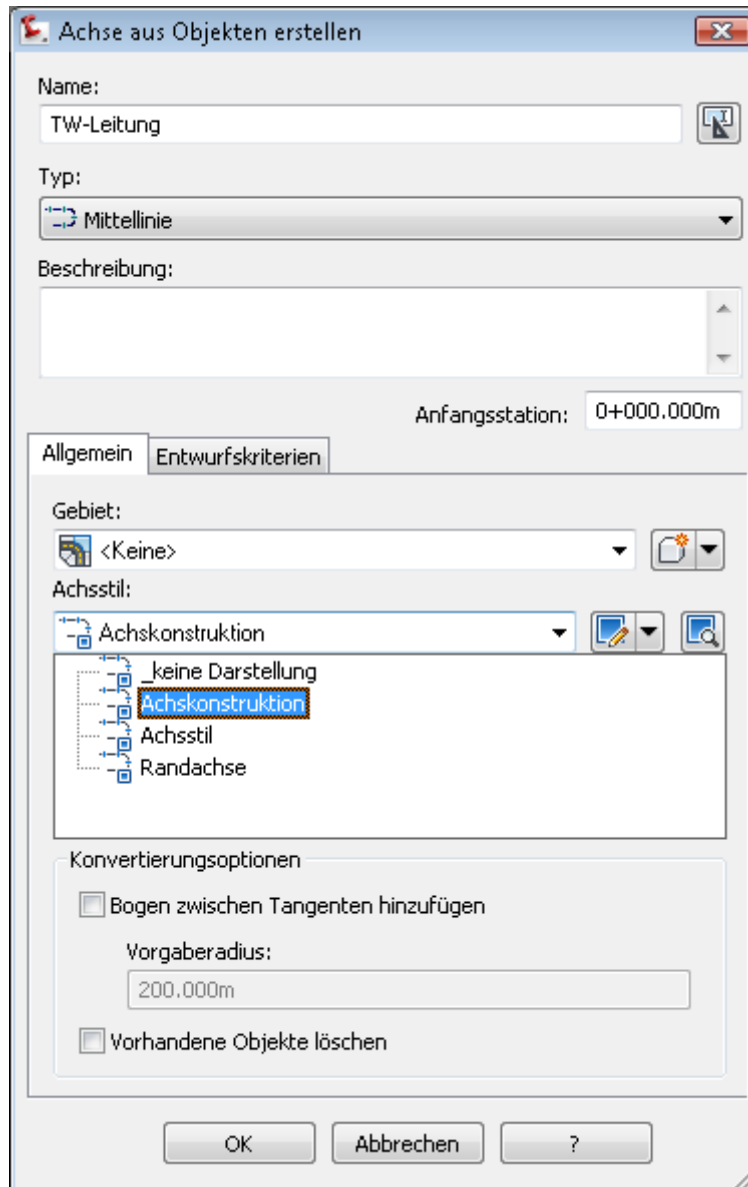 Achse aus Objekten erstellen
Name:
TW-Leitung
Typ:
Mittellinie
Beschreibung:
Anfangsstation: 0+000.000m
Allgemein Entwurfskriterien
Gebiet:
<Keine>
Achsstil:
Achskonstruktion
_keine Darstellung
Achskonstruktion
Achsstil
Randachse
Konvertierungsoptionen
Bogen zwischen Tangenten hinzufügen
Vorgaberadius:
200.000m
Vorhandene Objekte löschen
OK Abbrechen ?